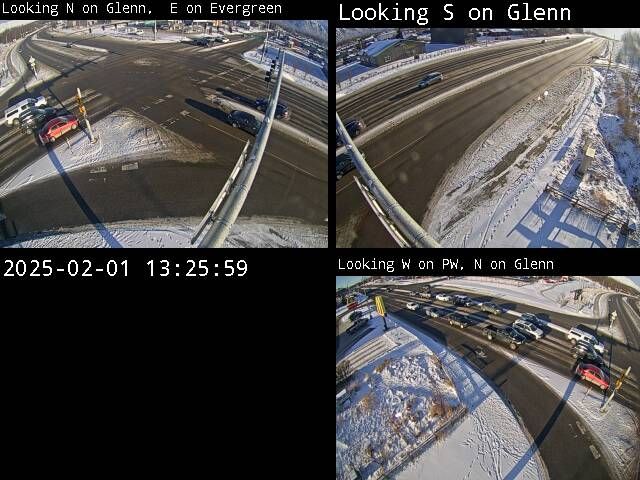 Looking N on Glenn,  E on Evergreen
Looking S on Glenn
2025-02-01 13:25:59
Looking W on PW, N on Glenn